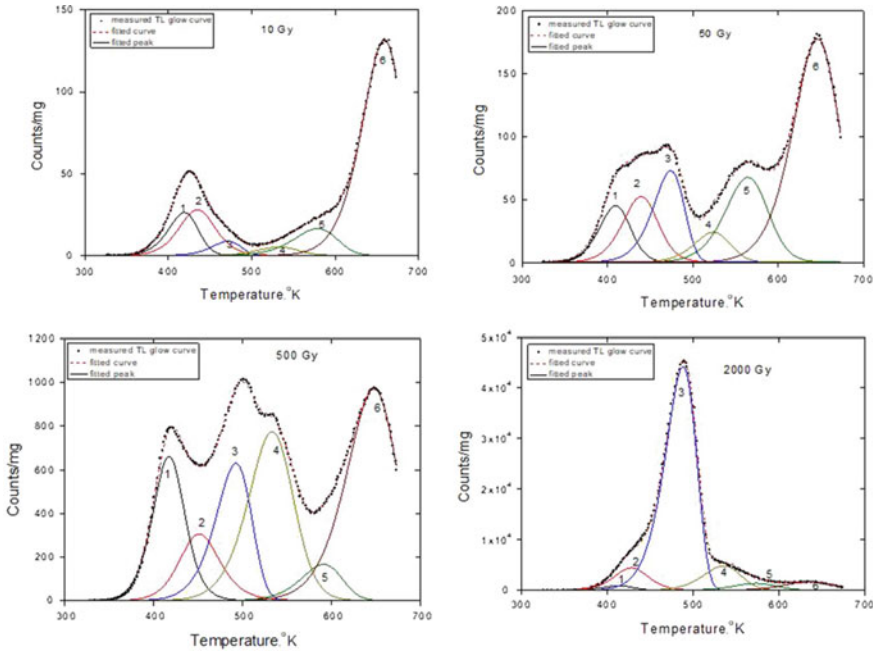 150
measured TL glow curve
fitted curve
fitted peak
10 Gy
6
100
Counts/mg
50
1
2
3
4
5
0
300
400
500
600
700
Temperature.°K
200
measured TL glow curve
fitted curve
fitted peak
50 Gy
150
6
Counts/mg
100
3
2
1
5
50
4
0
300
400
500
600
700
Temperature.°K
1200
measured TL glow curve
fitted curve
fitted peak
500 Gy
1000
800
6
Counts/mg
600
3
4
1
400
2
200
5
0
300
400
500
600
700
Temperature.°K
5x10⁴
measured TL glow curve
fitted curve
fitted peak
2000 Gy
4x10⁴
3
3x10⁴
Counts/mg
2x10⁴
1x10⁴
2
4
1
5
6
0
300
400
500
600
700
Temperature.°K